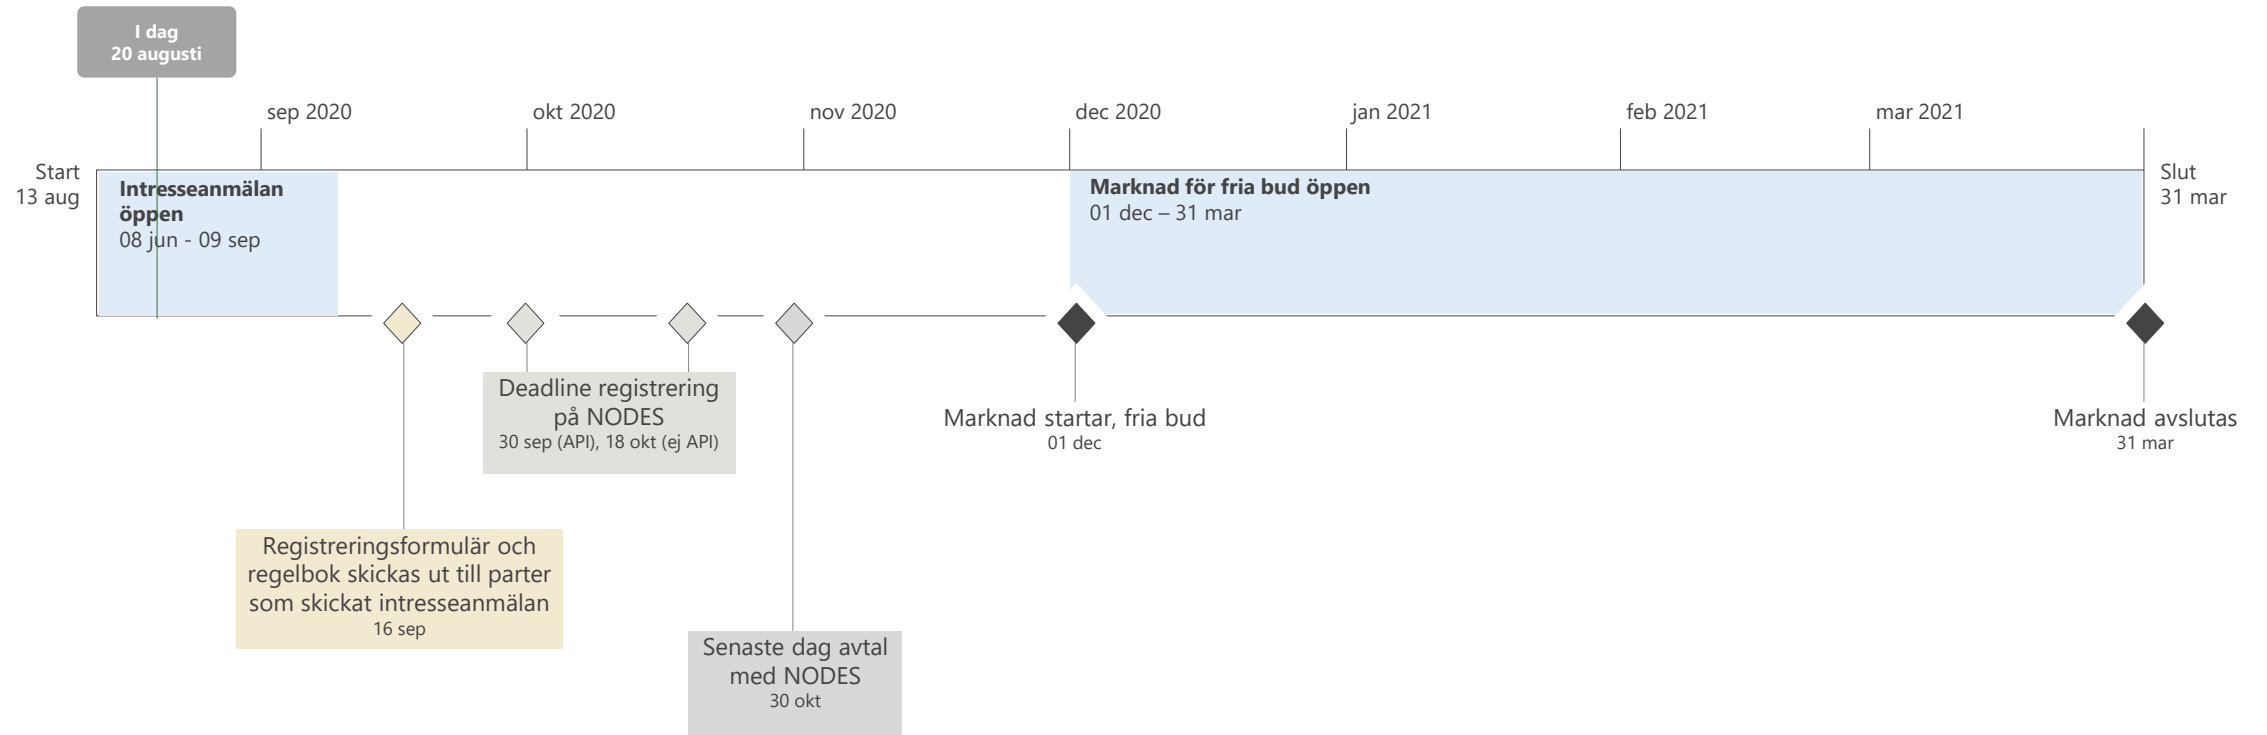 I dag
20 augusti
sep 2020
okt 2020
nov 2020
dec 2020
jan 2021
feb 2021
mar 2021
Start
13 aug
Intresseanmälan
öppen
08 jun - 09 sep
Marknad för fria bud öppen
01 dec – 31 mar
Slut
31 mar
Deadline registrering
på NODES
30 sep (API), 18 okt (ej API)
Marknad startar, fria bud
01 dec
Marknad avslutas
31 mar
Registreringsformulär och
regelbok skickas ut till parter
som skickat intresseanmälan
16 sep
Senaste dag avtal
med NODES
30 okt